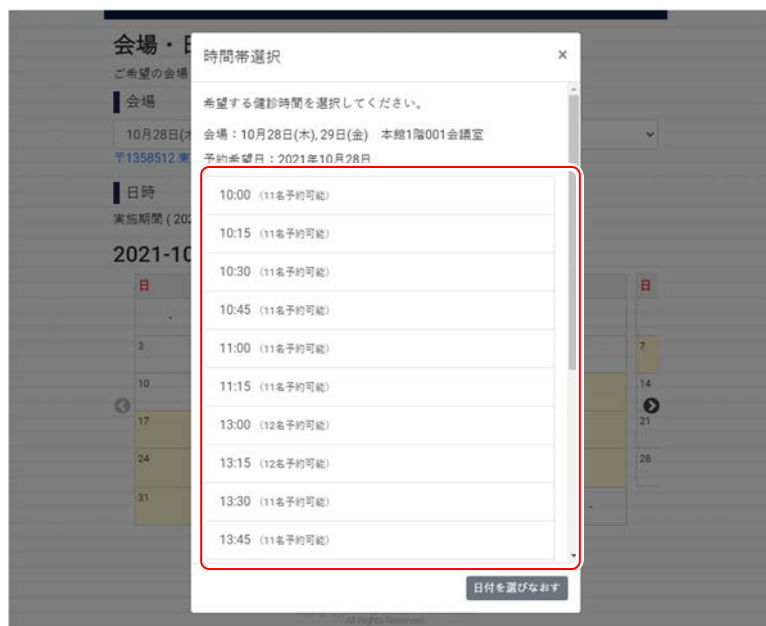 会場・日
ご希望の会場
会場
10月28日(木
〒1358512 東
日時
実施期間 ( 202
2021-10
日
-
3
10
17
24
31
時間帯選択
×
希望する健診時間を選択してください。
会場：10月28日(木), 29日(金) 本館1階001会議室
予約希望日：2021年10月28日
10:00 (11名予約可能)
10:15 (11名予約可能)
10:30 (11名予約可能)
10:45 (11名予約可能)
11:00 (11名予約可能)
11:15 (11名予約可能)
13:00 (12名予約可能)
13:15 (12名予約可能)
13:30 (11名予約可能)
13:45 (11名予約可能)
日付を選びなおす
日
7
14
21
28
-
All Rights Reserved